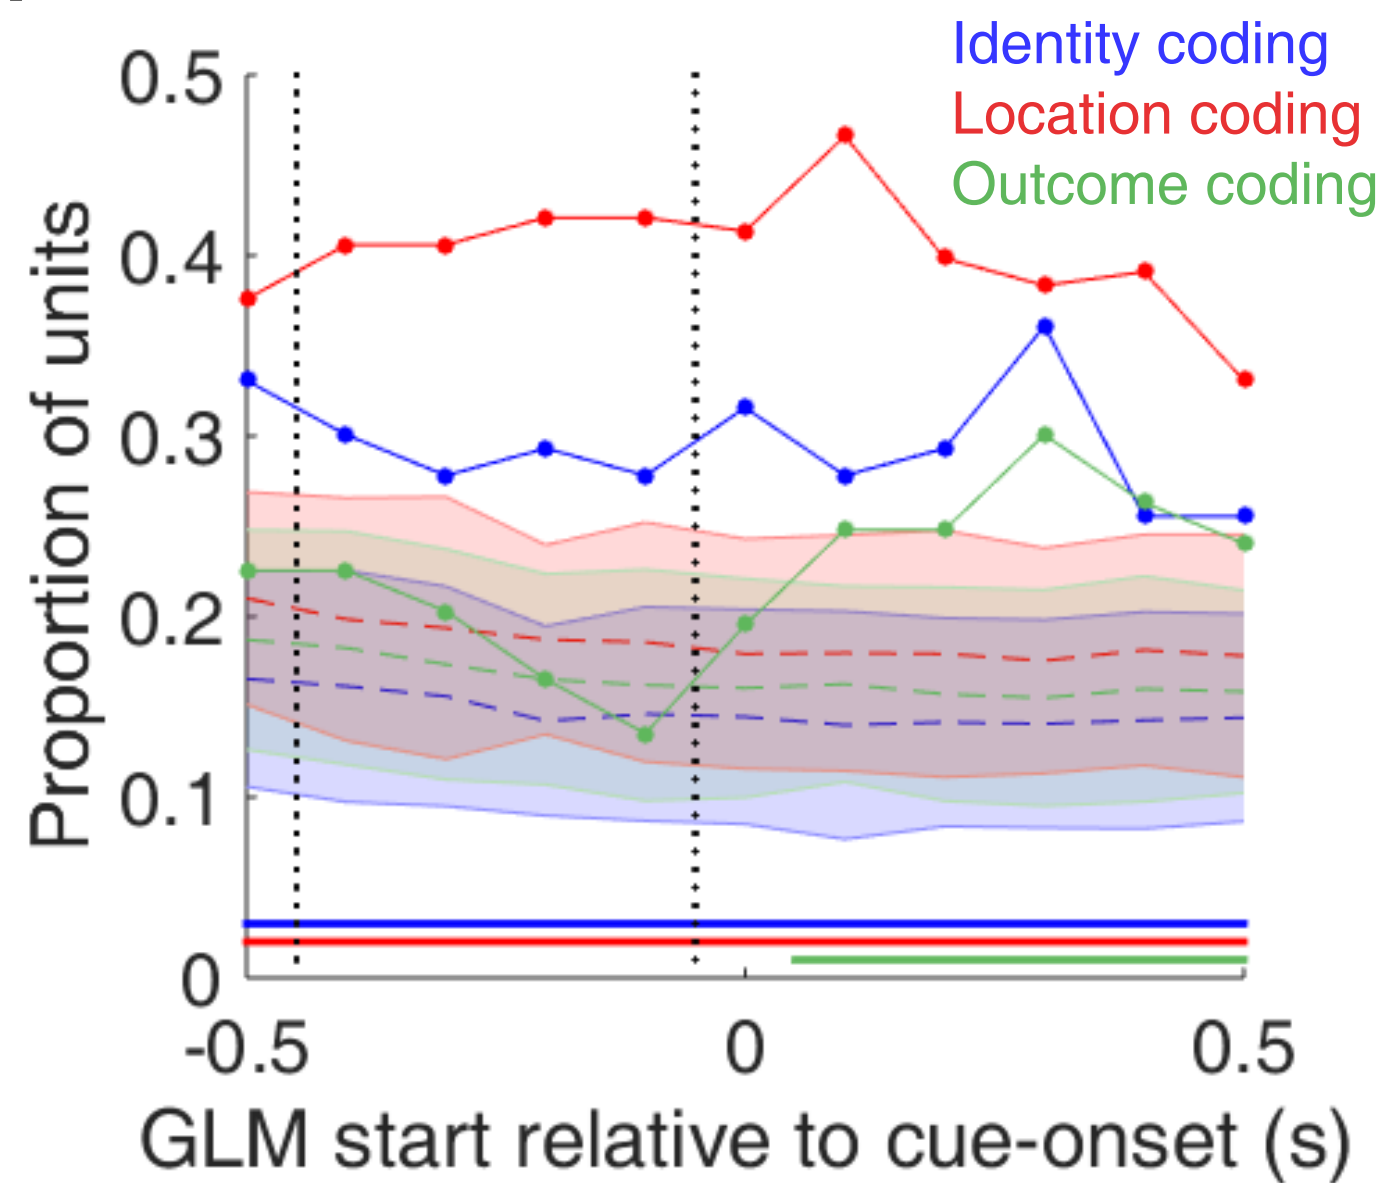 Identity coding
Location coding
Outcome coding
0.5
0.4
0.3
0.2
0.1
0
Proportion of units
-0.5 0 0.5
GLM start relative to cue-onset (s)